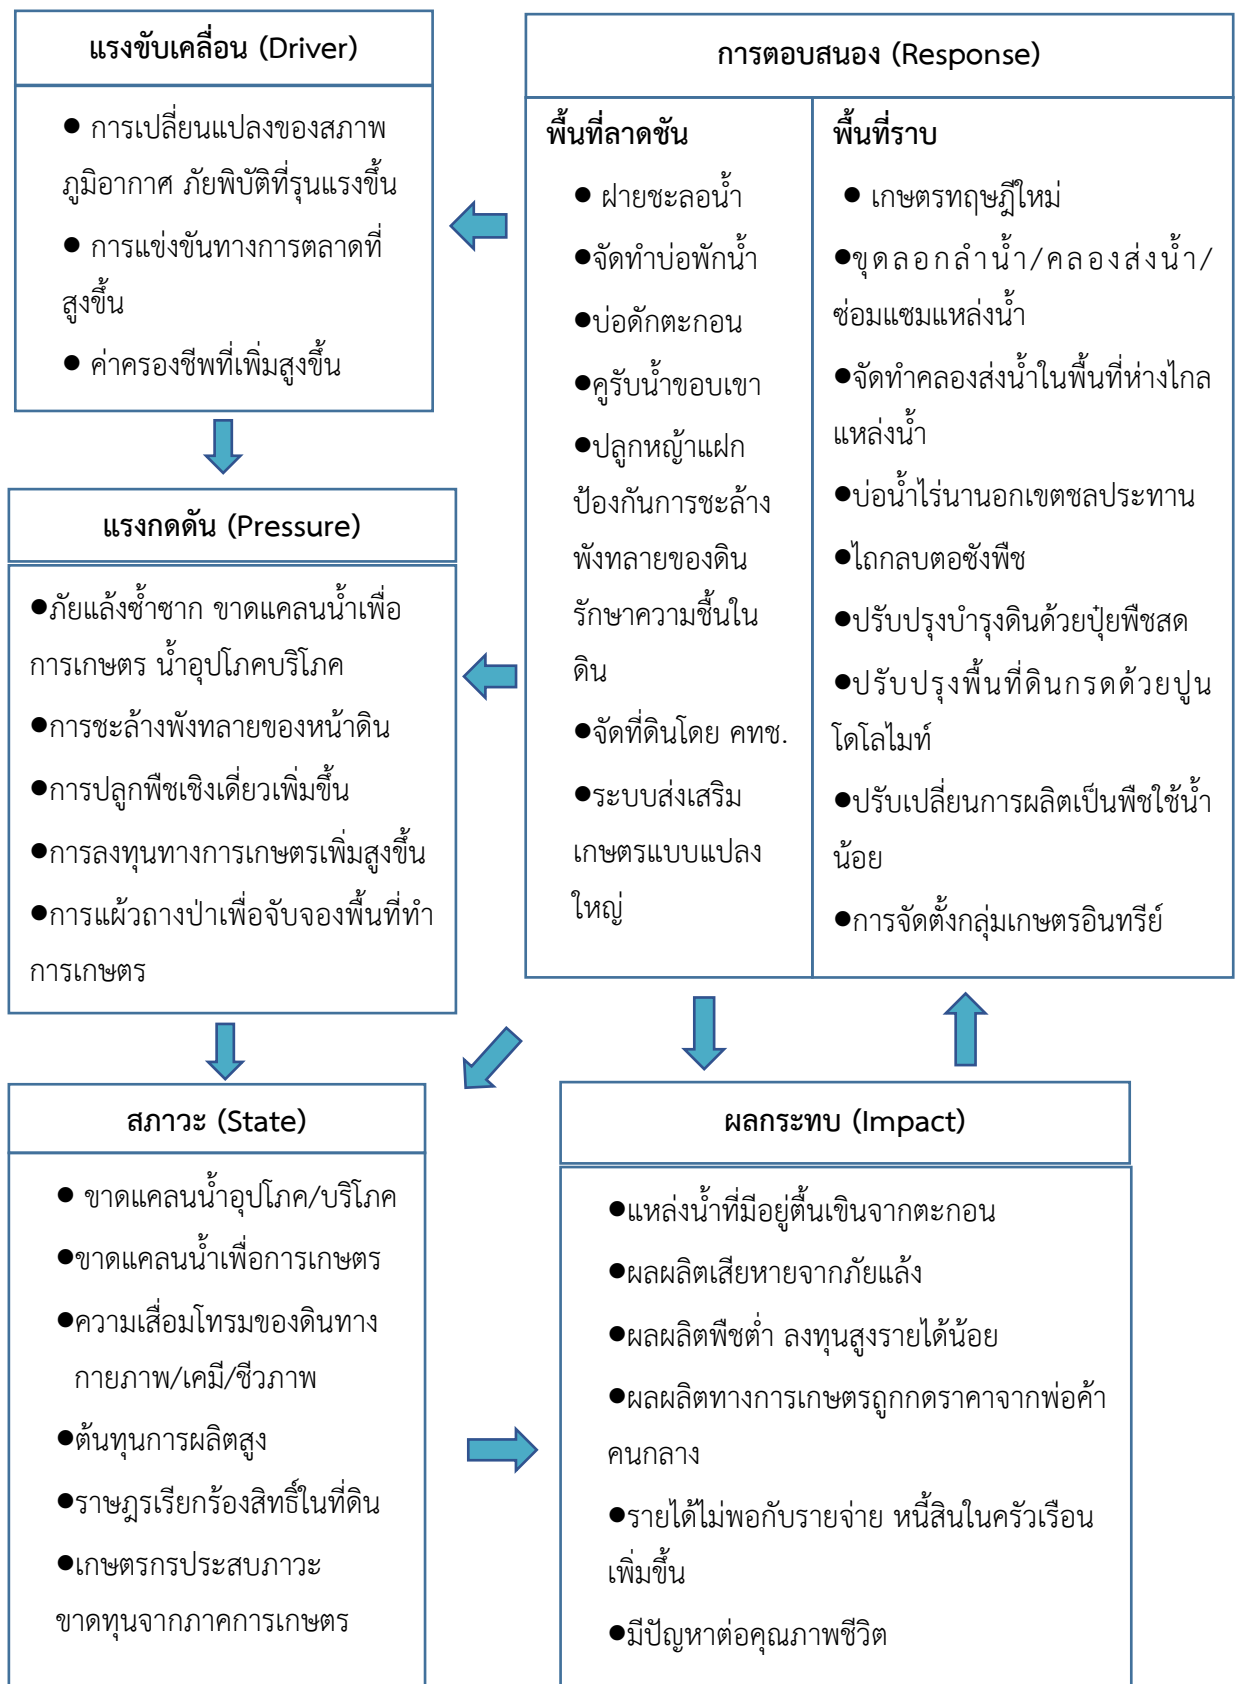 แรงขับเคลื่อน (Driver)
● การเปลี่ยนแปลงของสภาพ
ภูมิอากาศ ภัยพิบัติที่รุนแรงขึ้น
● การแข่งขันทางการตลาดที่
สูงขึ้น
● ค่าครองชีพที่เพิ่มสูงขึ้น
แรงกดดัน (Pressure)
●ภัยแล้งซ้ำซาก ขาดแคลนน้ำเพื่อ
การเกษตร น้ำอุปโภคบริโภค
●การชะล้างพังทลายของหน้าดิน
●การปลูกพืชเชิงเดี่ยวเพิ่มขึ้น
●การลงทุนทางการเกษตรเพิ่มสูงขึ้น
●การแผ้วถางป่าเพื่อจับจองพื้นที่ทำ
การเกษตร
การตอบสนอง (Response)
พื้นที่ลาดชัน
● ฝายชะลอน้ำ
●จัดทำบ่อพักน้ำ
●บ่อดักตะกอน
●คูรับน้ำขอบเขา
●ปลูกหญ้าแฝก
ป้องกันการชะล้าง
พังทลายของดิน
รักษาความชื้นใน
ดิน
●จัดที่ดินโดย คทช.
●ระบบส่งเสริม
เกษตรแบบแปลง
ใหญ่
พื้นที่ราบ
● เกษตรทฤษฎีใหม่
●ขุดลอกลำน้ำ/คลองส่งน้ำ/
ซ่อมแซมแหล่งน้ำ
●จัดทำคลองส่งน้ำในพื้นที่ห่างไกล
แหล่งน้ำ
●บ่อน้ำไร่นานอกเขตชลประทาน
●ไถกลบตอซังพืช
●ปรับปรุงบำรุงดินด้วยปุ๋ยพืชสด
●ปรับปรุงพื้นที่ดินกรดด้วยปูน
โดโลไมท์
●ปรับเปลี่ยนการผลิตเป็นพืชใช้น้ำ
น้อย
●การจัดตั้งกลุ่มเกษตรอินทรีย์
สภาวะ (State)
● ขาดแคลนน้ำอุปโภค/บริโภค
●ขาดแคลนน้ำเพื่อการเกษตร
●ความเสื่อมโทรมของดินทาง
กายภาพ/เคมี/ชีวภาพ
●ต้นทุนการผลิตสูง
●ราษฎรเรียกร้องสิทธิ์ในที่ดิน
●เกษตรกรประสบภาวะ
ขาดทุนจากภาคการเกษตร
ผลกระทบ (Impact)
●แหล่งน้ำที่มีอยู่ตื้นเขินจากตะกอน
●ผลผลิตเสียหายจากภัยแล้ง
●ผลผลิตพืชต่ำ ลงทุนสูงรายได้น้อย
●ผลผลิตทางการเกษตรถูกกดราคาจากพ่อค้า
คนกลาง
●รายได้ไม่พอกับรายจ่าย หนี้สินในครัวเรือน
เพิ่มขึ้น
●มีปัญหาต่อคุณภาพชีวิต